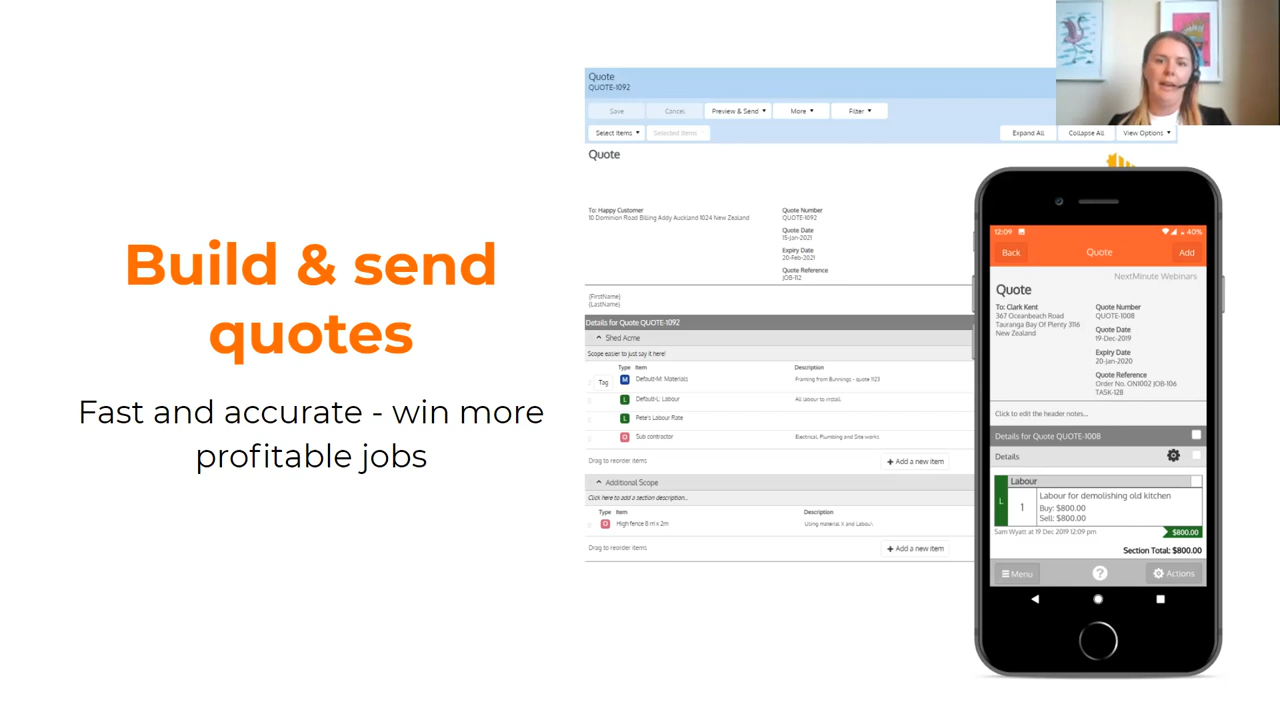 Build & send
quotes
Fast and accurate - win more
profitable jobs
Quote
QUOTE-1092
Save Cancel Preview & Send More Filter
Select Items Selected Items Expand All Collapse All View Options
Quote
To: Happy Customer
10 Dominion Road Billing Addy Auckland 1024 New Zealand
Quote Number
QUOTE-1092
Quote Date
15-Jan-2021
Expiry Date
20-Feb-2021
Quote Reference
JOB-112
{FirstName}
{LastName}
Details for Quote QUOTE-1092
Shed Acme
Scope easier to just say it here!
Type Item Description
Tag M Default-M: Materials Framing from Bunnings - quote 1123
L Default-L: Labour All labour to install.
L Pete's Labour Rate
O Sub contractor Electrical, Plumbing and Site works
Drag to reorder items + Add a new item
Additional Scope
Click here to add a section description...
Type Item Description
O High fence 8 m x 2m Using material X and Labour\
Drag to reorder items + Add a new item
12:09 40%
Back Quote Add
NextMinute Webinars
Quote
To: Clark Kent
367 Oceanbeach Road
Tauranga Bay Of Plenty 3116
New Zealand
Quote Number
QUOTE-1008
Quote Date
19-Dec-2019
Expiry Date
20-Jan-2020
Quote Reference
Order No. ON1002 JOB-106
TASK-128
Click to edit the header notes...
Details for Quote QUOTE-1008
Details
Labour
L 1 Labour for demolishing old kitchen
Buy: $800.00
Sell: $800.00
Sam Wyatt at 19 Dec 2019 12:09 pm $800.00
Section Total: $800.00
Menu ? Actions